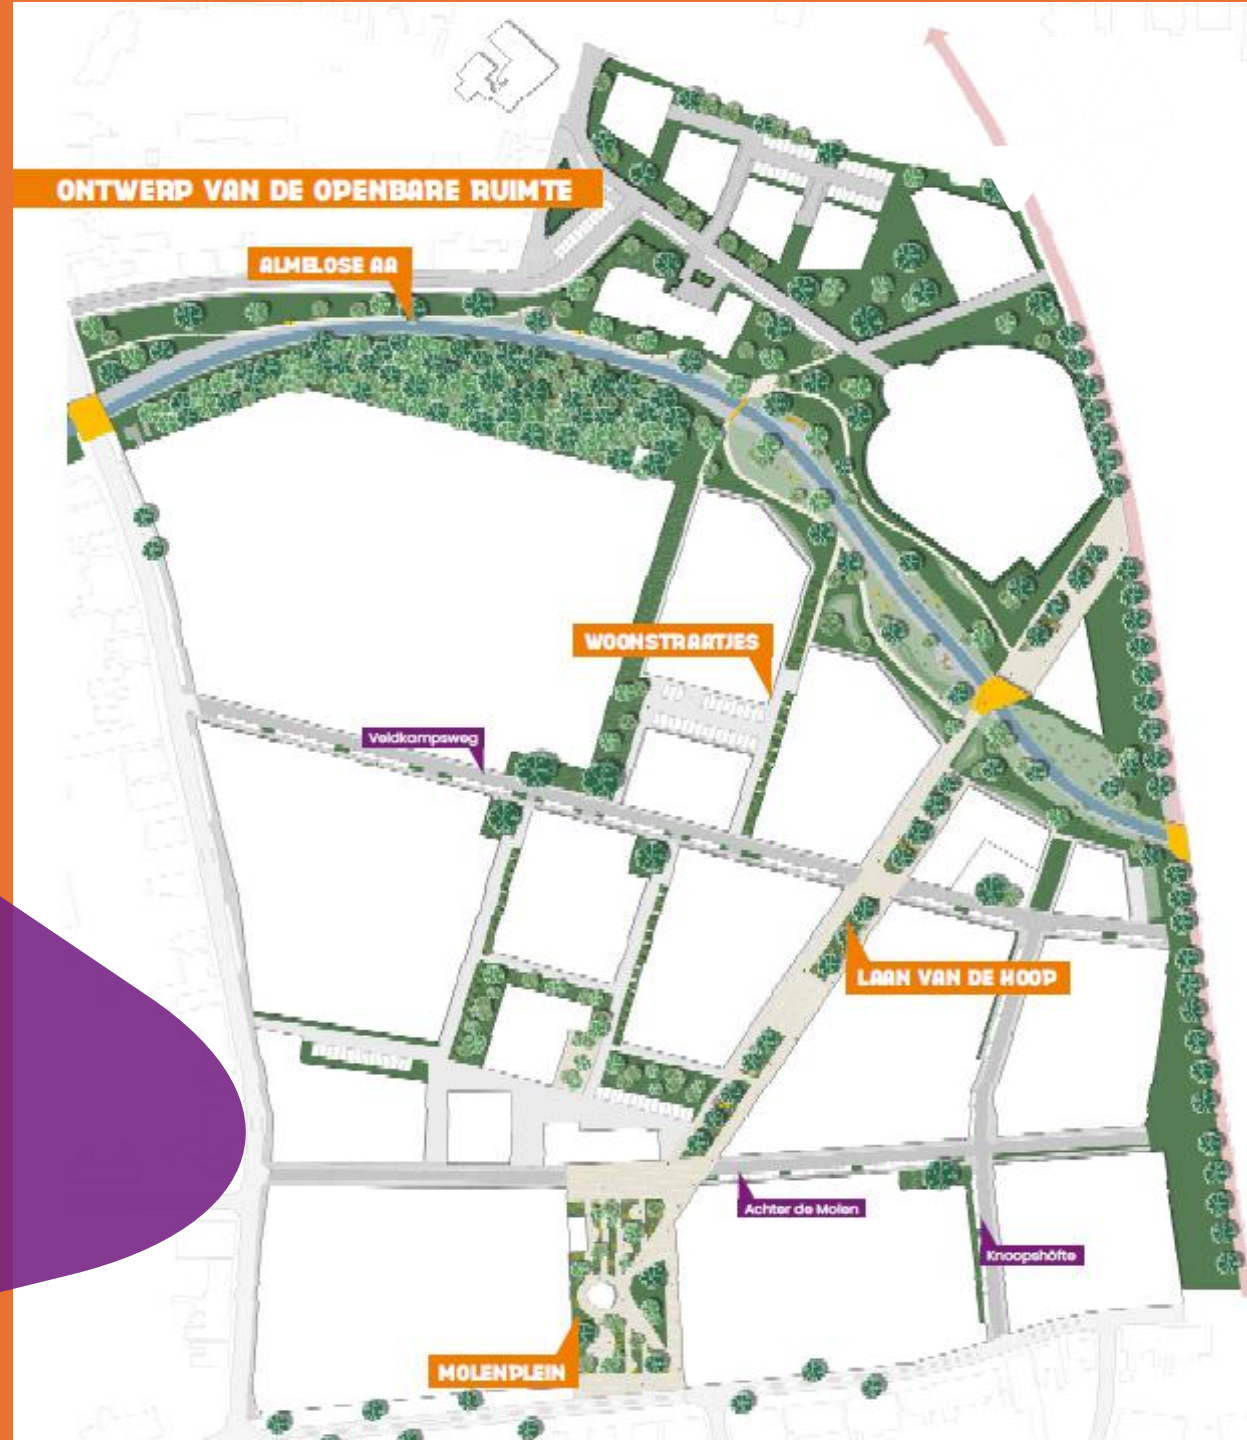 ONTWERP VAN DE OPENBARE RUIMTE
ALMELOSE AA
WOONSTRAATJES
Veldkampsweg
LAAN VAN DE HOOP
Achter de Molen
Knoopshöfte
MOLENPLEIN